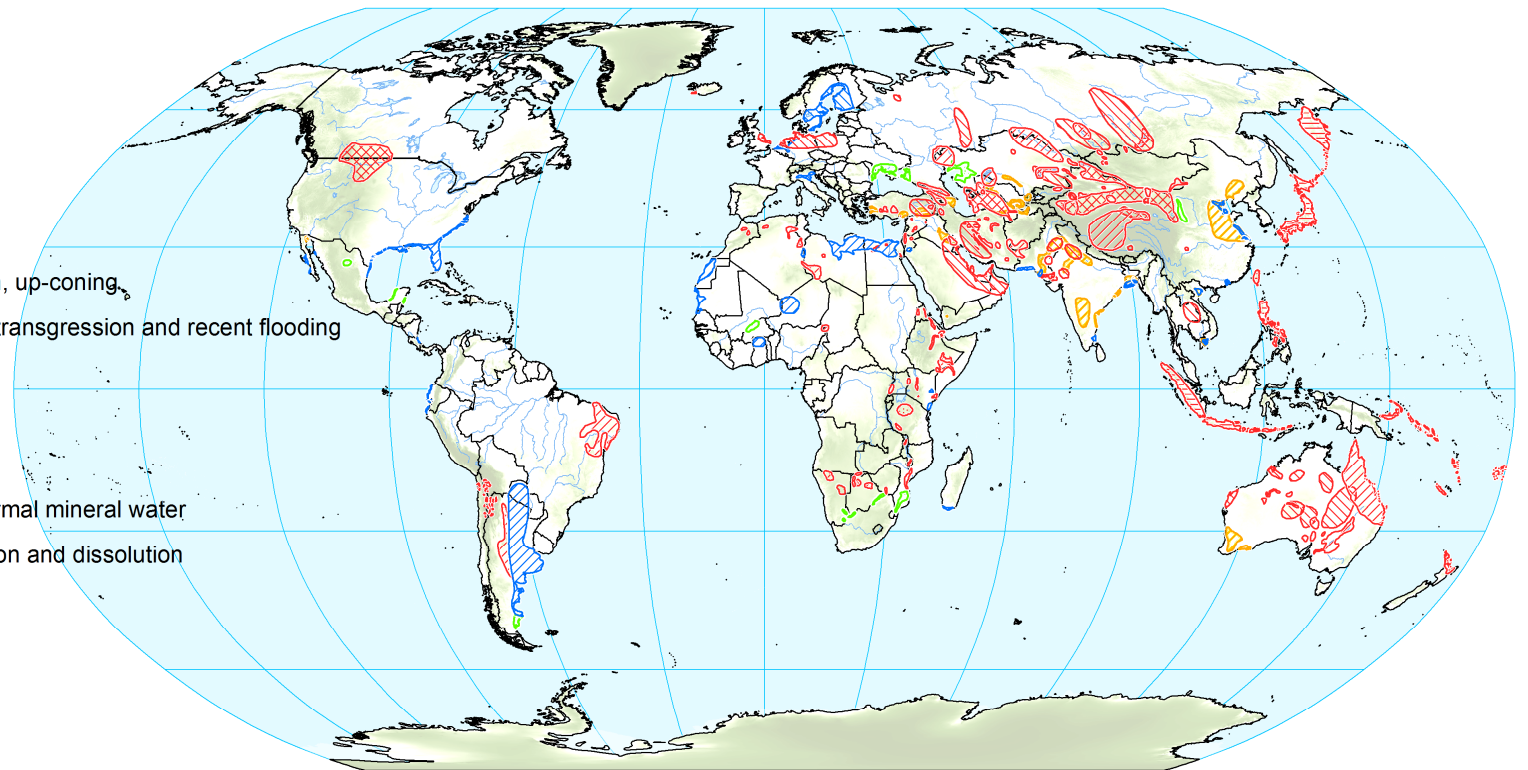 , up-coning.
transgression and recent flooding
rmal mineral water
on and dissolution